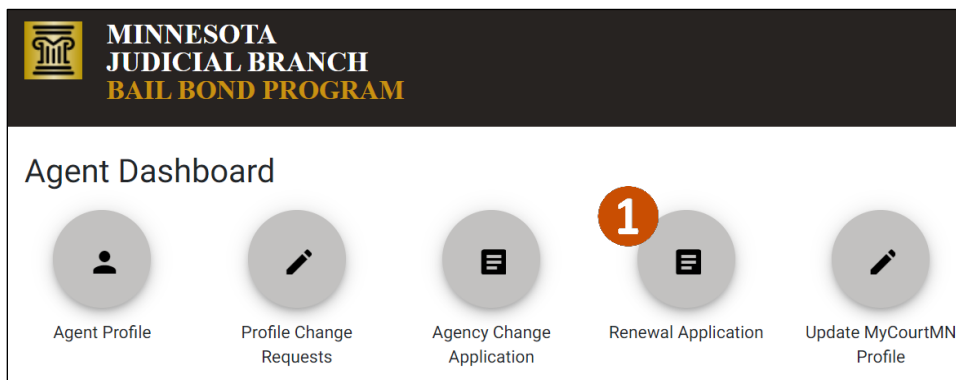 MINNESOTA
JUDICIAL BRANCH
BAIL BOND PROGRAM
Agent Dashboard
1
Agent Profile
Profile Change
Requests
Agency Change
Application
Renewal Application
Update MyCourtMN
Profile